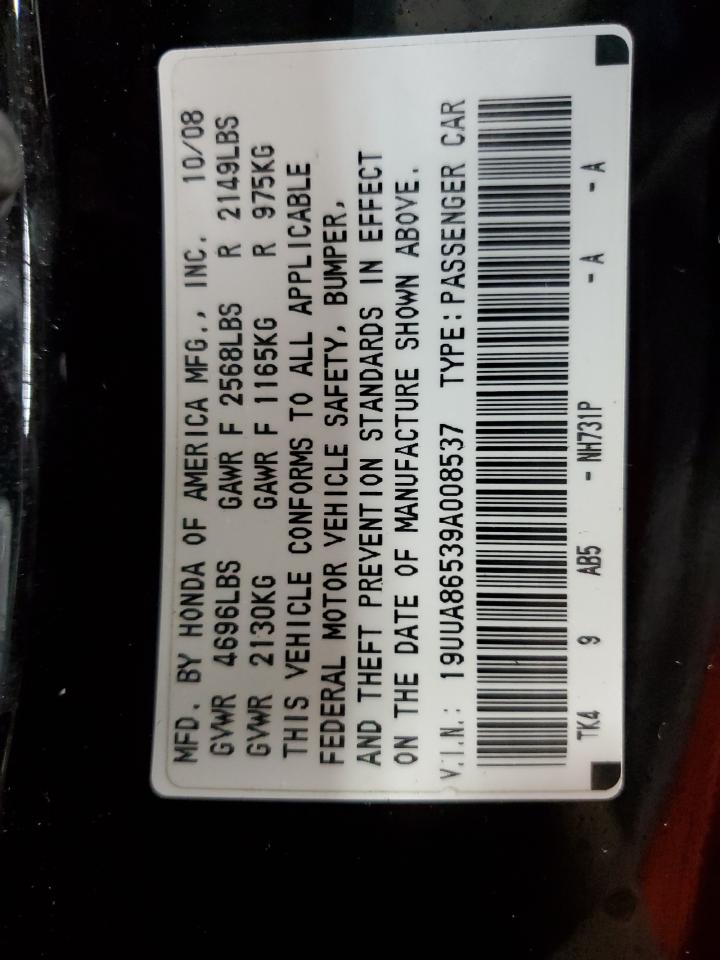 MFD. BY HONDA OF AMERICA MFG., INC. 10/08
GVWR 4696LBS GAWR F 2568LBS R 2149LBS
GVWR 2130KG GAWR F 1165KG R 975KG
THIS VEHICLE CONFORMS TO ALL APPLICABLE
FEDERAL MOTOR VEHICLE SAFETY, BUMPER,
AND THEFT PREVENTION STANDARDS IN EFFECT
ON THE DATE OF MANUFACTURE SHOWN ABOVE.
V.I.N.: 19UUA86539A008537 TYPE:PASSENGER CAR
TK4 9 AB5 - NH731P - A - A